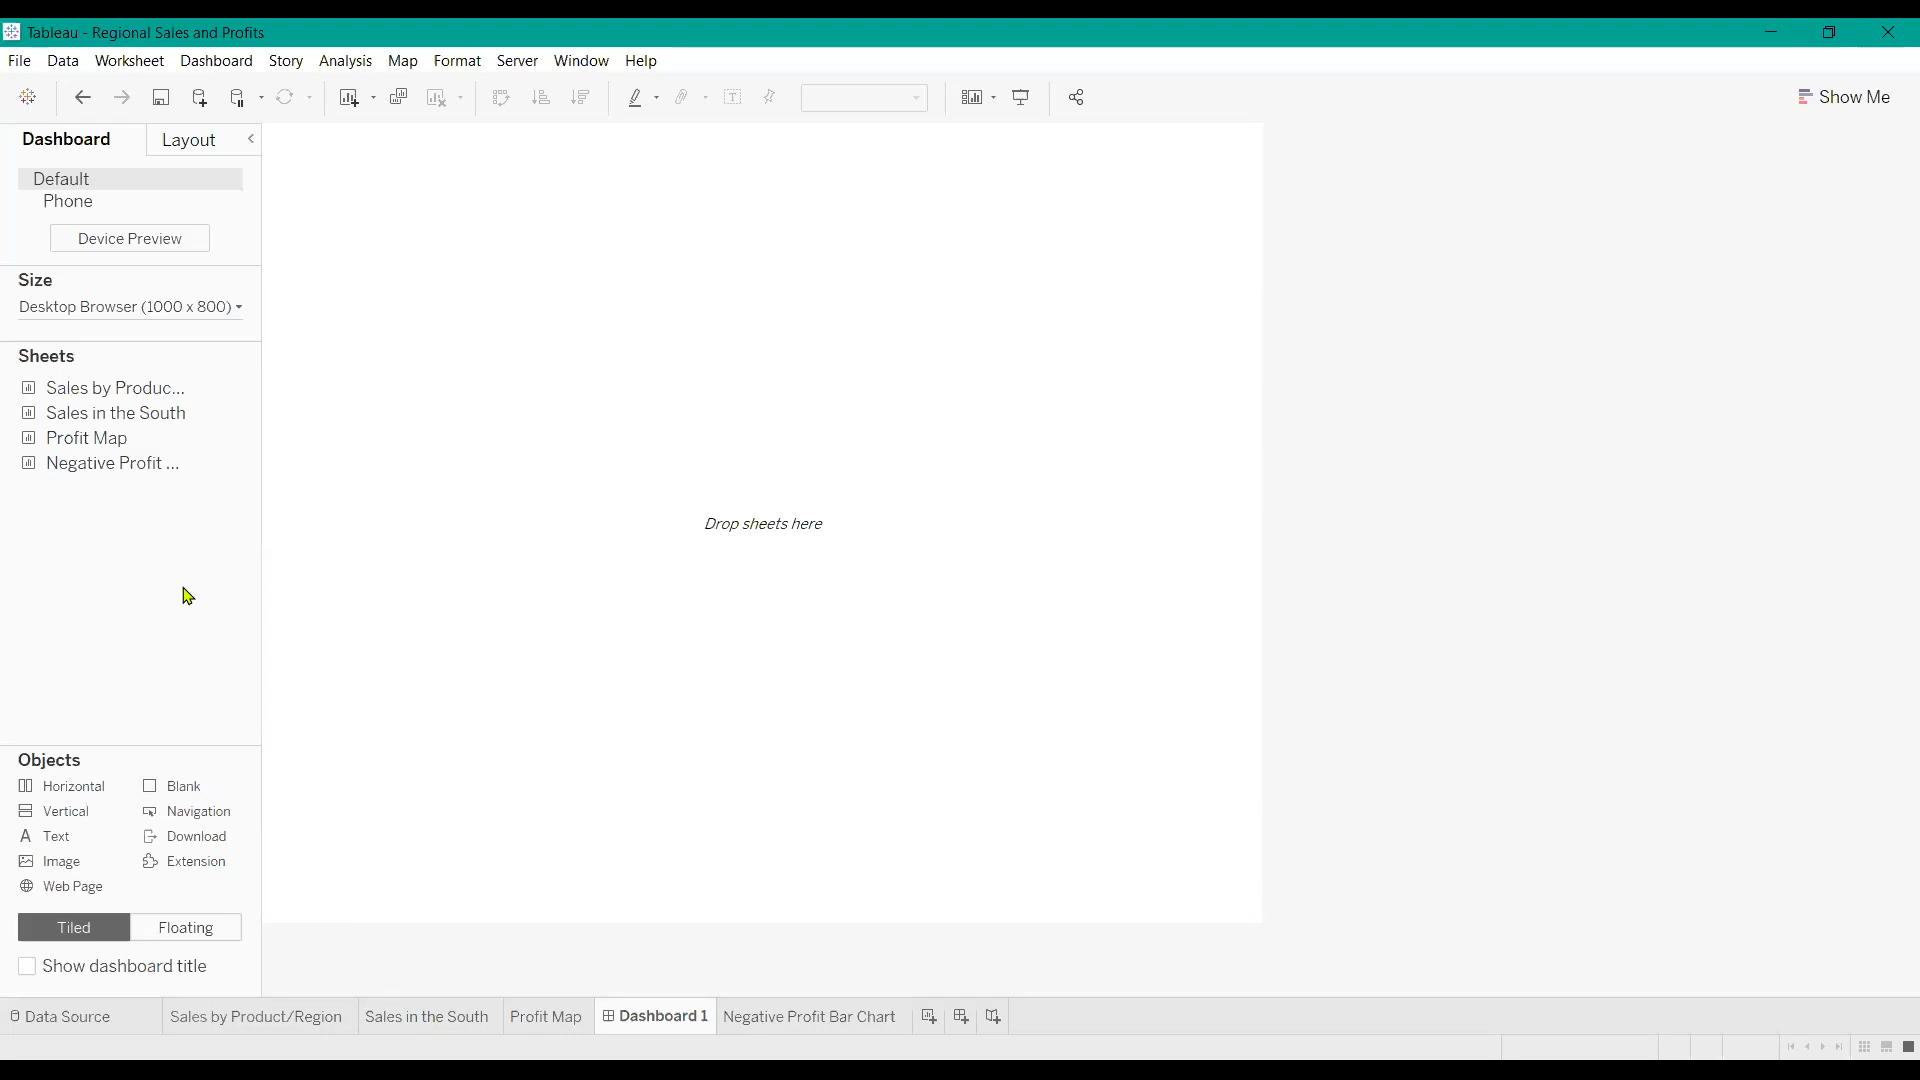 Tableau - Regional Sales and Profits
File Data Worksheet Dashboard Story Analysis Map Format Server Window Help
Show Me
Dashboard Layout
Default
Phone
Device Preview
Size
Desktop Browser (1000 x 800)
Sheets
Sales by Produc...
Sales in the South
Profit Map
Negative Profit ...
Drop sheets here
Objects
Horizontal Blank
Vertical Navigation
Text Download
Image Extension
Web Page
Tiled Floating
Show dashboard title
Data Source Sales by Product/Region Sales in the South Profit Map Dashboard 1 Negative Profit Bar Chart